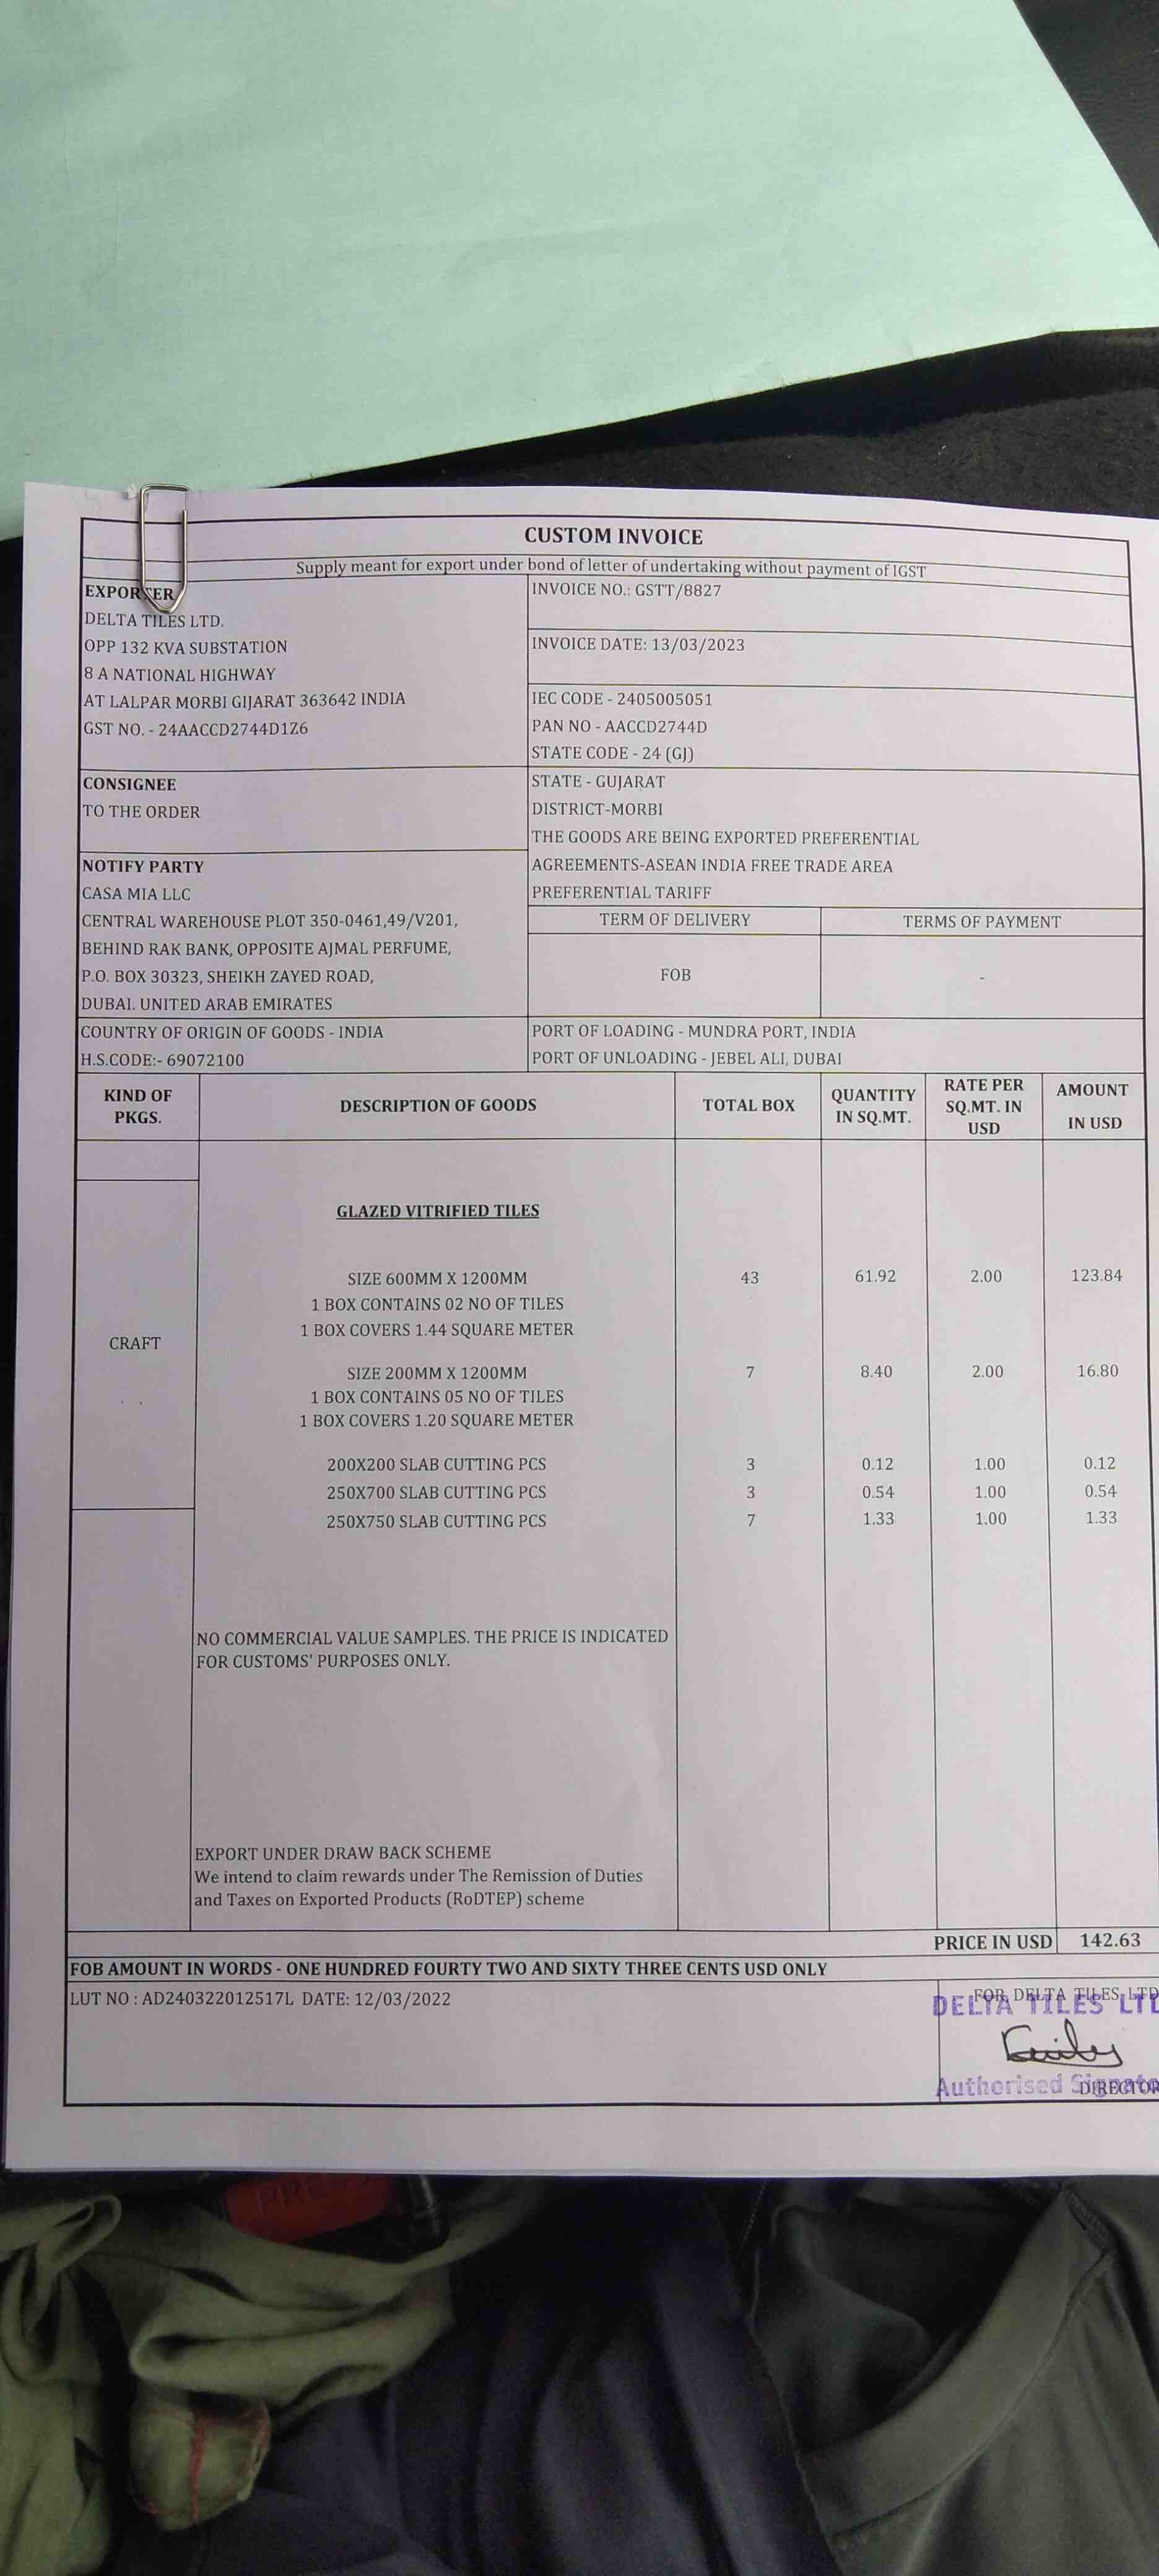 CUSTOM INVOICE
Supply meant for export under bond of letter of undertaking without payment of IGST
EXPORTER
DELTA TILES LTD.
OPP 132 KVA SUBSTATION
8 A NATIONAL HIGHWAY
AT LALPAR MORBI GIJARAT 363642 INDIA
GST NO. - 24AACCD2744D1Z6
INVOICE NO.: GSTT/8827
INVOICE DATE: 13/03/2023
IEC CODE - 2405005051
PAN NO - AACCD2744D
STATE CODE - 24 (GJ)
CONSIGNEE
TO THE ORDER
STATE - GUJARAT
DISTRICT-MORBI
THE GOODS ARE BEING EXPORTED PREFERENTIAL
AGREEMENTS-ASEAN INDIA FREE TRADE AREA
PREFERENTIAL TARIFF
NOTIFY PARTY
CASA MIA LLC
CENTRAL WAREHOUSE PLOT 350-0461,49/V201,
BEHIND RAK BANK, OPPOSITE AJMAL PERFUME,
P.O. BOX 30323, SHEIKH ZAYED ROAD,
DUBAI. UNITED ARAB EMIRATES
TERM OF DELIVERY
TERMS OF PAYMENT
FOB
-
COUNTRY OF ORIGIN OF GOODS - INDIA
H.S.CODE:- 69072100
PORT OF LOADING - MUNDRA PORT, INDIA
PORT OF UNLOADING - JEBEL ALI, DUBAI
KIND OF PKGS. DESCRIPTION OF GOODS TOTAL BOX QUANTITY IN SQ.MT. RATE PER SQ.MT. IN USD AMOUNT IN USD
GLAZED VITRIFIED TILES
SIZE 600MM X 1200MM 43 61.92 2.00 123.84
1 BOX CONTAINS 02 NO OF TILES
1 BOX COVERS 1.44 SQUARE METER
CRAFT
SIZE 200MM X 1200MM 7 8.40 2.00 16.80
1 BOX CONTAINS 05 NO OF TILES
1 BOX COVERS 1.20 SQUARE METER
200X200 SLAB CUTTING PCS 3 0.12 1.00 0.12
250X700 SLAB CUTTING PCS 3 0.54 1.00 0.54
250X750 SLAB CUTTING PCS 7 1.33 1.00 1.33
NO COMMERCIAL VALUE SAMPLES. THE PRICE IS INDICATED
FOR CUSTOMS' PURPOSES ONLY.
EXPORT UNDER DRAW BACK SCHEME
We intend to claim rewards under The Remission of Duties
and Taxes on Exported Products (RoDTEP) scheme
PRICE IN USD 142.63
FOB AMOUNT IN WORDS - ONE HUNDRED FOURTY TWO AND SIXTY THREE CENTS USD ONLY
LUT NO : AD240322012517L DATE: 12/03/2022
FOR, DELTA TILES LTD
DELTA TILES LTD
Authorised
DIRECTOR